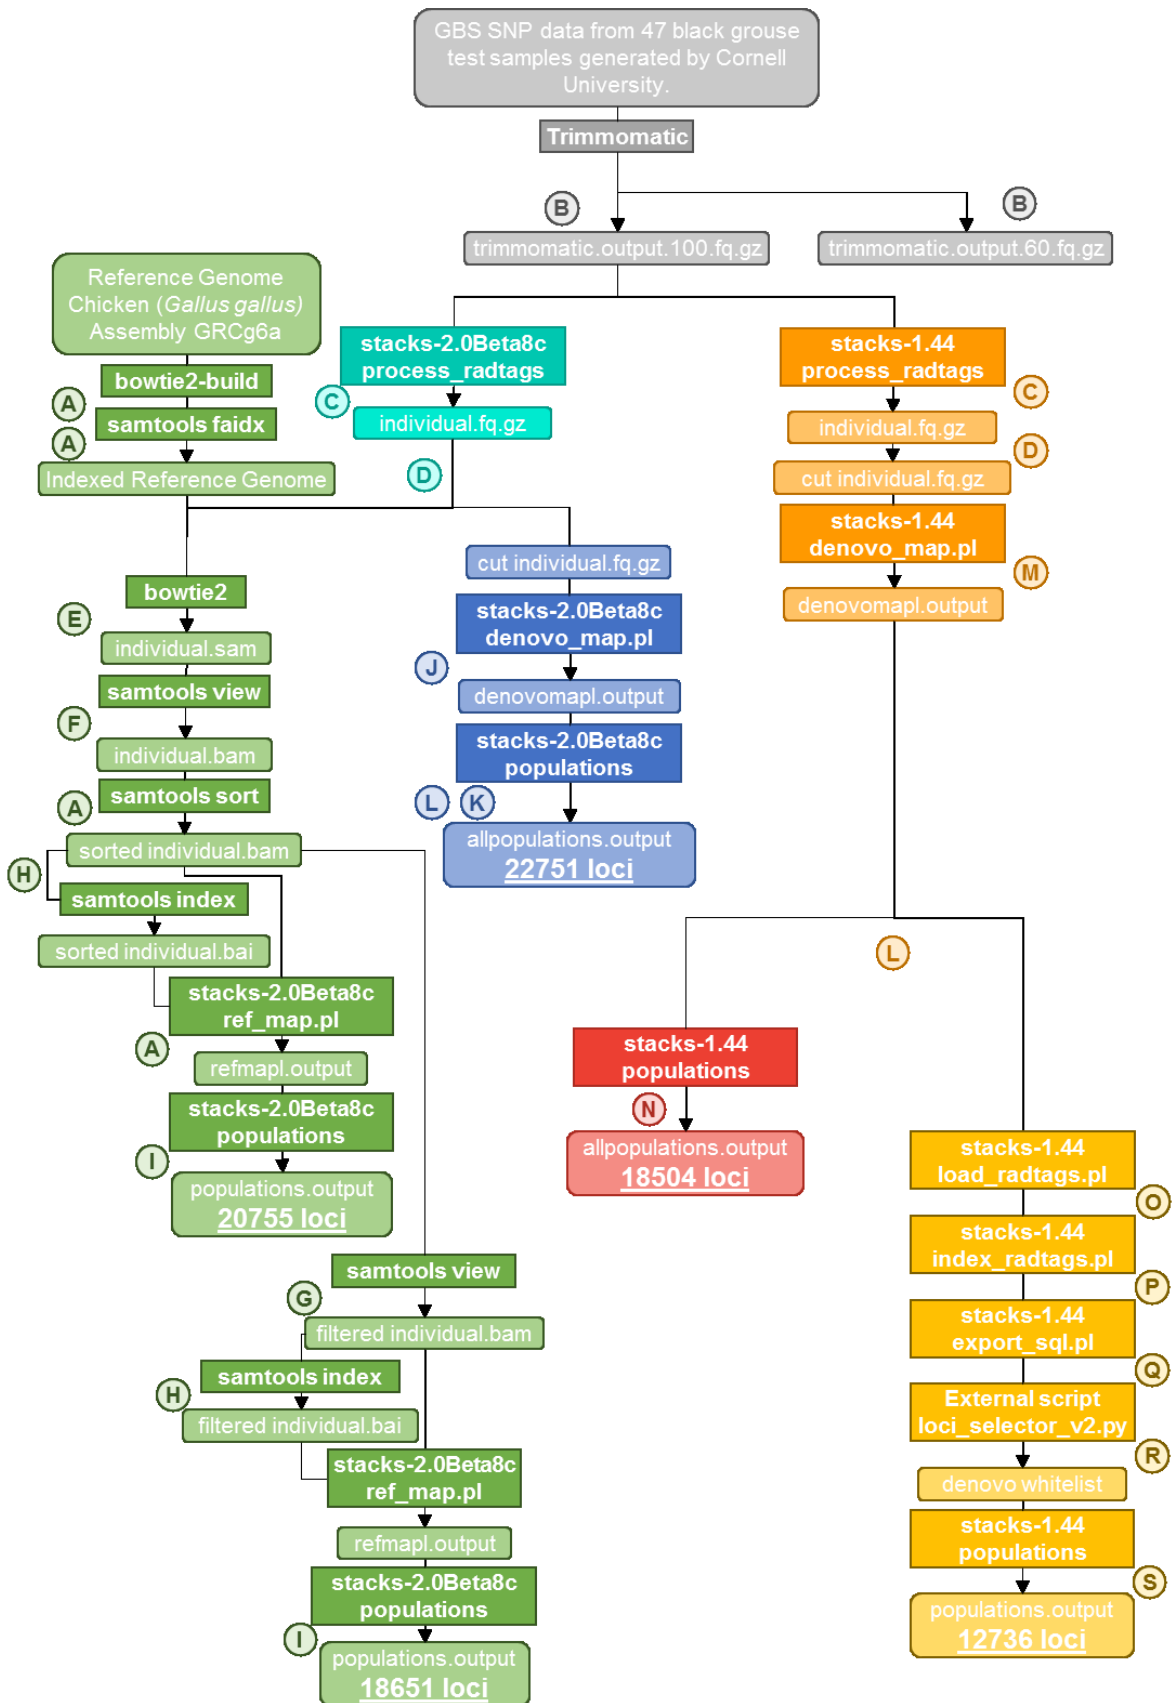 GBS SNP data from 47 black grouse
test samples generated by Cornell
University.
Trimmomatic
B
B
trimmomatic.output.100.fq.gz
trimmomatic.output.60.fq.gz
Reference Genome
Chicken (Gallus gallus)
Assembly GRCg6a
bowtie2-build
A
samtools faidx
A
Indexed Reference Genome
stacks-2.0Beta8c
process_radtags
C
individual.fq.gz
D
stacks-1.44
process_radtags
C
individual.fq.gz
D
cut individual.fq.gz
stacks-1.44
denovo_map.pl
M
denovomapl.output
bowtie2
E
individual.sam
samtools view
F
individual.bam
samtools sort
A
sorted individual.bam
H
samtools index
sorted individual.bai
stacks-2.0Beta8c
ref_map.pl
A
refmapl.output
stacks-2.0Beta8c
populations
I
populations.output
20755 loci
cut individual.fq.gz
stacks-2.0Beta8c
denovo_map.pl
J
denovomapl.output
stacks-2.0Beta8c
populations
L
K
allpopulations.output
22751 loci
L
stacks-1.44
populations
N
allpopulations.output
18504 loci
samtools view
G
filtered individual.bam
samtools index
H
filtered individual.bai
stacks-2.0Beta8c
ref_map.pl
refmapl.output
stacks-2.0Beta8c
populations
I
populations.output
18651 loci
stacks-1.44
load_radtags.pl
O
stacks-1.44
index_radtags.pl
P
stacks-1.44
export_sql.pl
Q
External script
loci_selector_v2.py
R
denovo whitelist
stacks-1.44
populations
S
populations.output
12736 loci